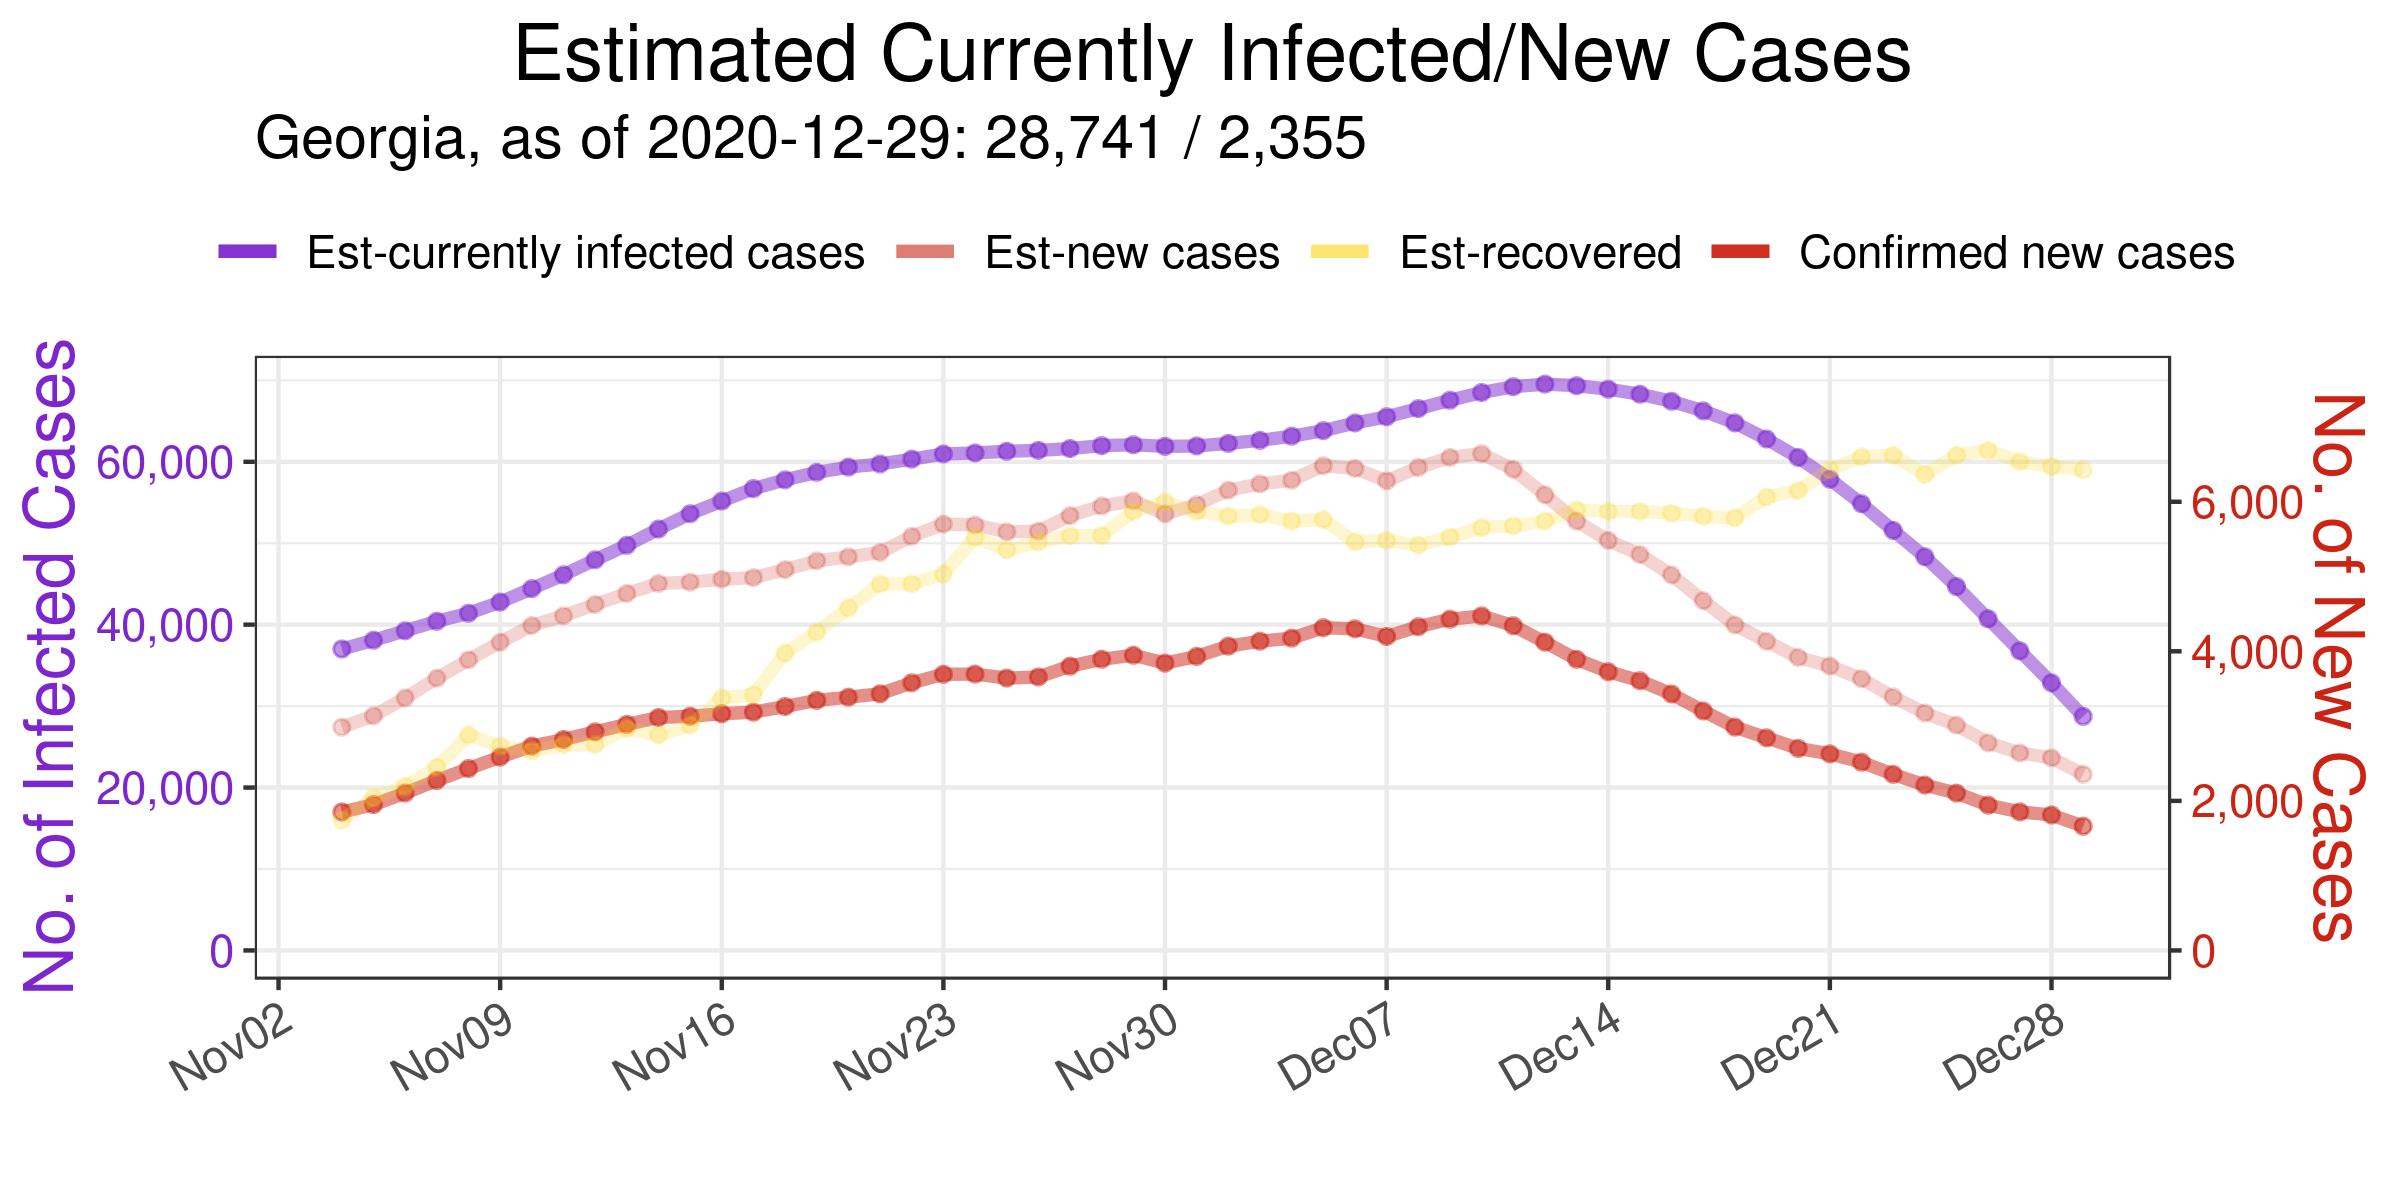 Estimated Currently Infected/New Cases
Georgia, as of 2020-12-29: 28,741 / 2,355
Est-currently infected cases Est-new cases Est-recovered Confirmed new cases
No. of Infected Cases
60,000
40,000
20,000
0
6,000
4,000
2,000
0
No. of New Cases
Nov02 Nov09 Nov16 Nov23 Nov30 Dec07 Dec14 Dec21 Dec28